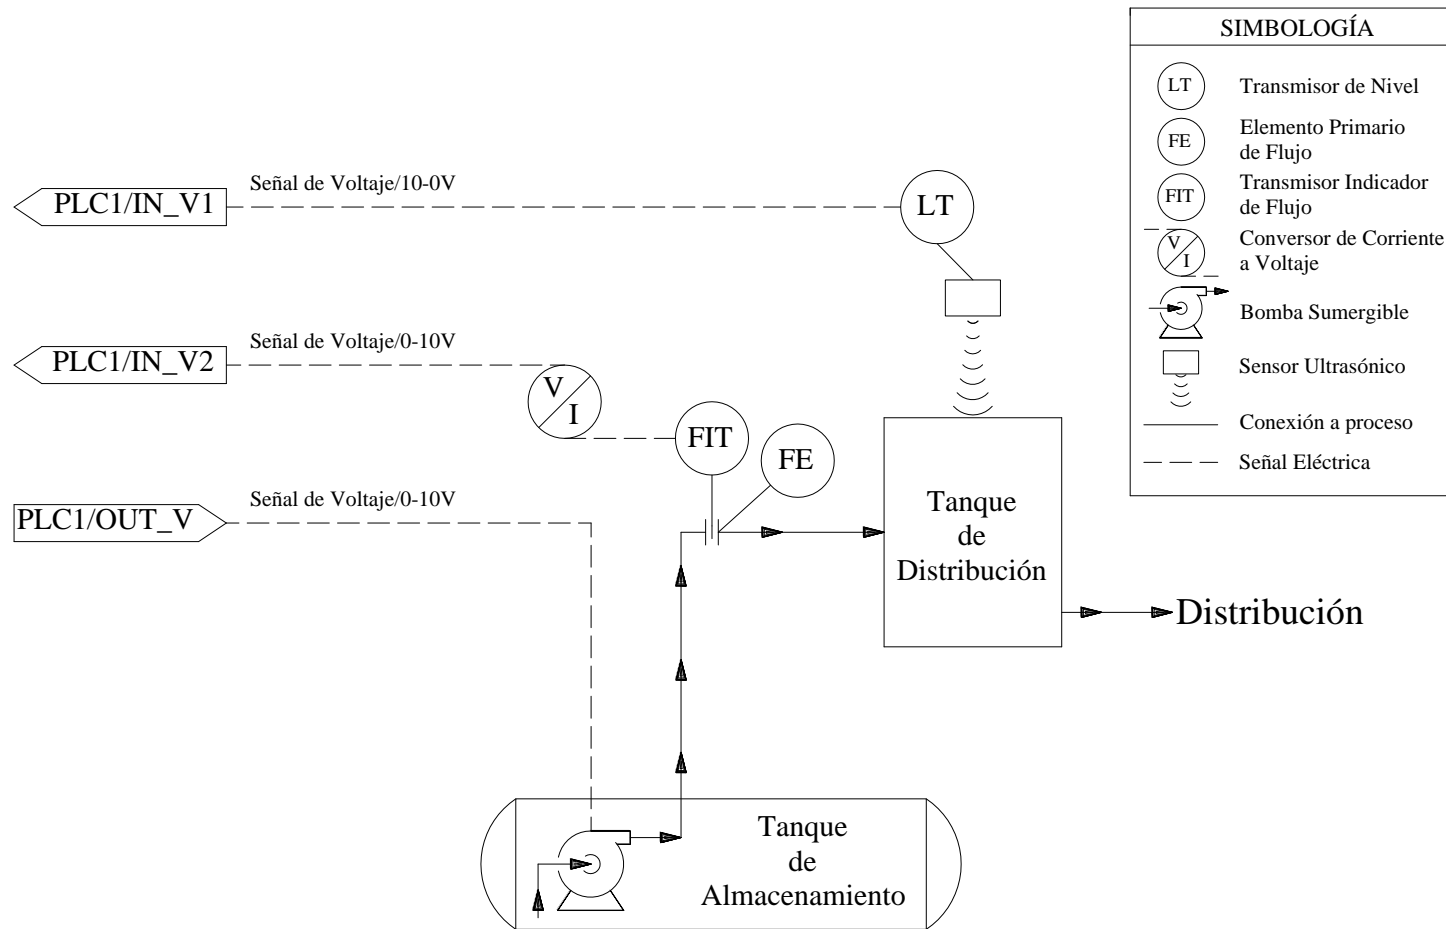 SIMBOLOGÍA
LT
Transmisor de Nivel
FE
Elemento Primario
de Flujo
FIT
Transmisor Indicador
de Flujo
V
I
Conversor de Corriente
a Voltaje
Bomba Sumergible
Sensor Ultrasónico
Conexión a proceso
Señal Eléctrica
PLC1/IN_V1
Señal de Voltaje/10-0V
LT
PLC1/IN_V2
Señal de Voltaje/0-10V
V
I
FIT
FE
PLC1/OUT_V
Señal de Voltaje/0-10V
Tanque
de
Distribución
Distribución
Tanque
de
Almacenamiento